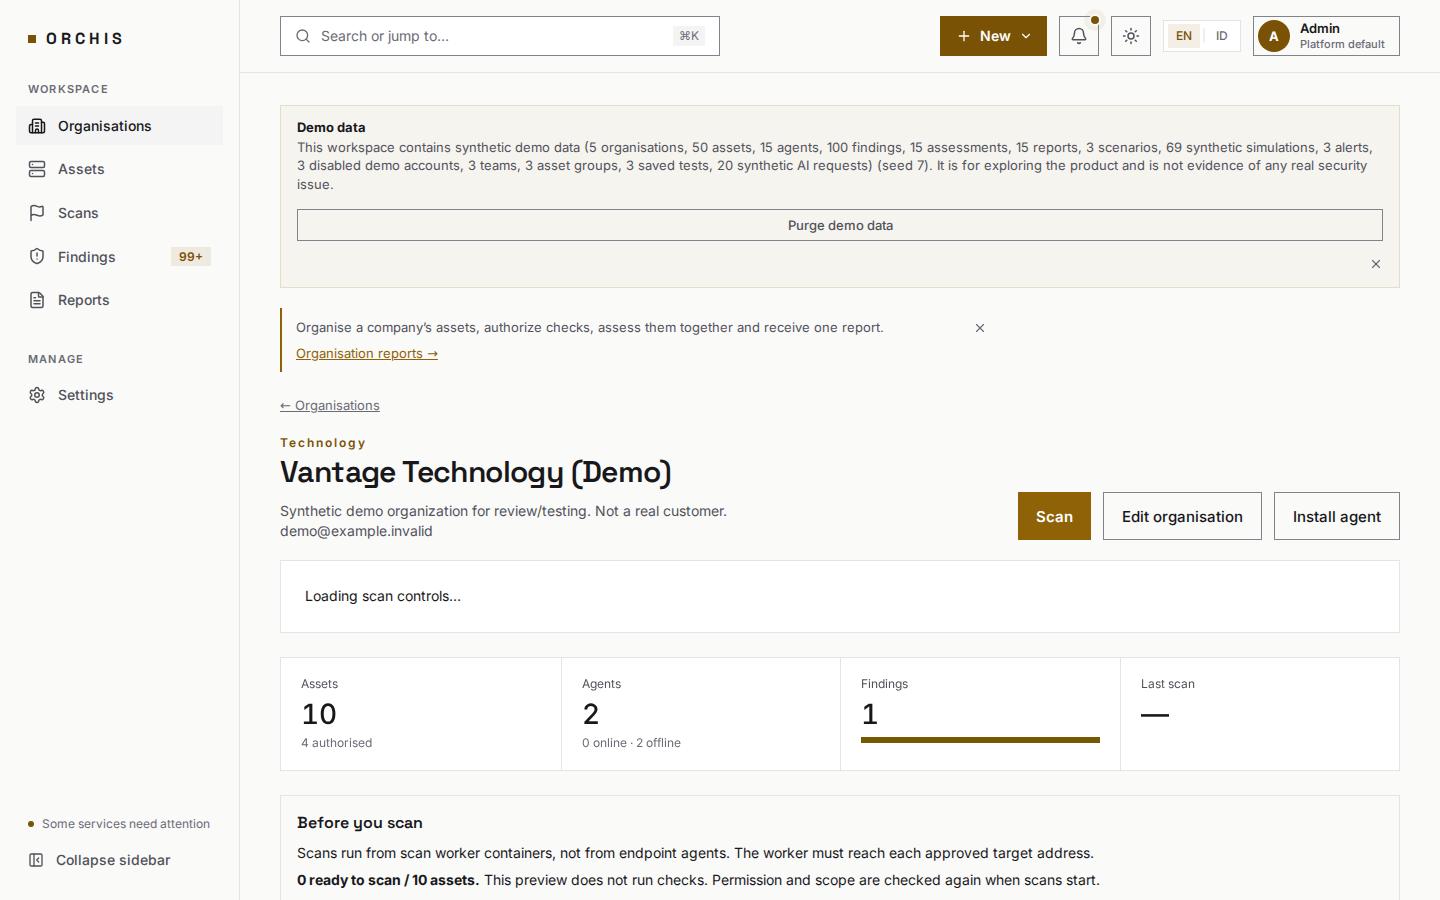 ORCHIS
WORKSPACE
Organisations
Assets
Scans
Findings 99+
Reports
MANAGE
Settings
Some services need attention
Collapse sidebar
Search or jump to... ⌘K
New
EN ID
A
Admin
Platform default
Demo data
This workspace contains synthetic demo data (5 organisations, 50 assets, 15 agents, 100 findings, 15 assessments, 15 reports, 3 scenarios, 69 synthetic simulations, 3 alerts,
3 disabled demo accounts, 3 teams, 3 asset groups, 3 saved tests, 20 synthetic AI requests) (seed 7). It is for exploring the product and is not evidence of any real security
issue.
Purge demo data
Organise a company’s assets, authorize checks, assess them together and receive one report.
Organisation reports →
← Organisations
Technology
Vantage Technology (Demo)
Synthetic demo organization for review/testing. Not a real customer.
demo@example.invalid
Scan
Edit organisation
Install agent
Loading scan controls...
Assets
10
4 authorised
Agents
2
0 online · 2 offline
Findings
1
Last scan
—
Before you scan
Scans run from scan worker containers, not from endpoint agents. The worker must reach each approved target address.
0 ready to scan / 10 assets. This preview does not run checks. Permission and scope are checked again when scans start.